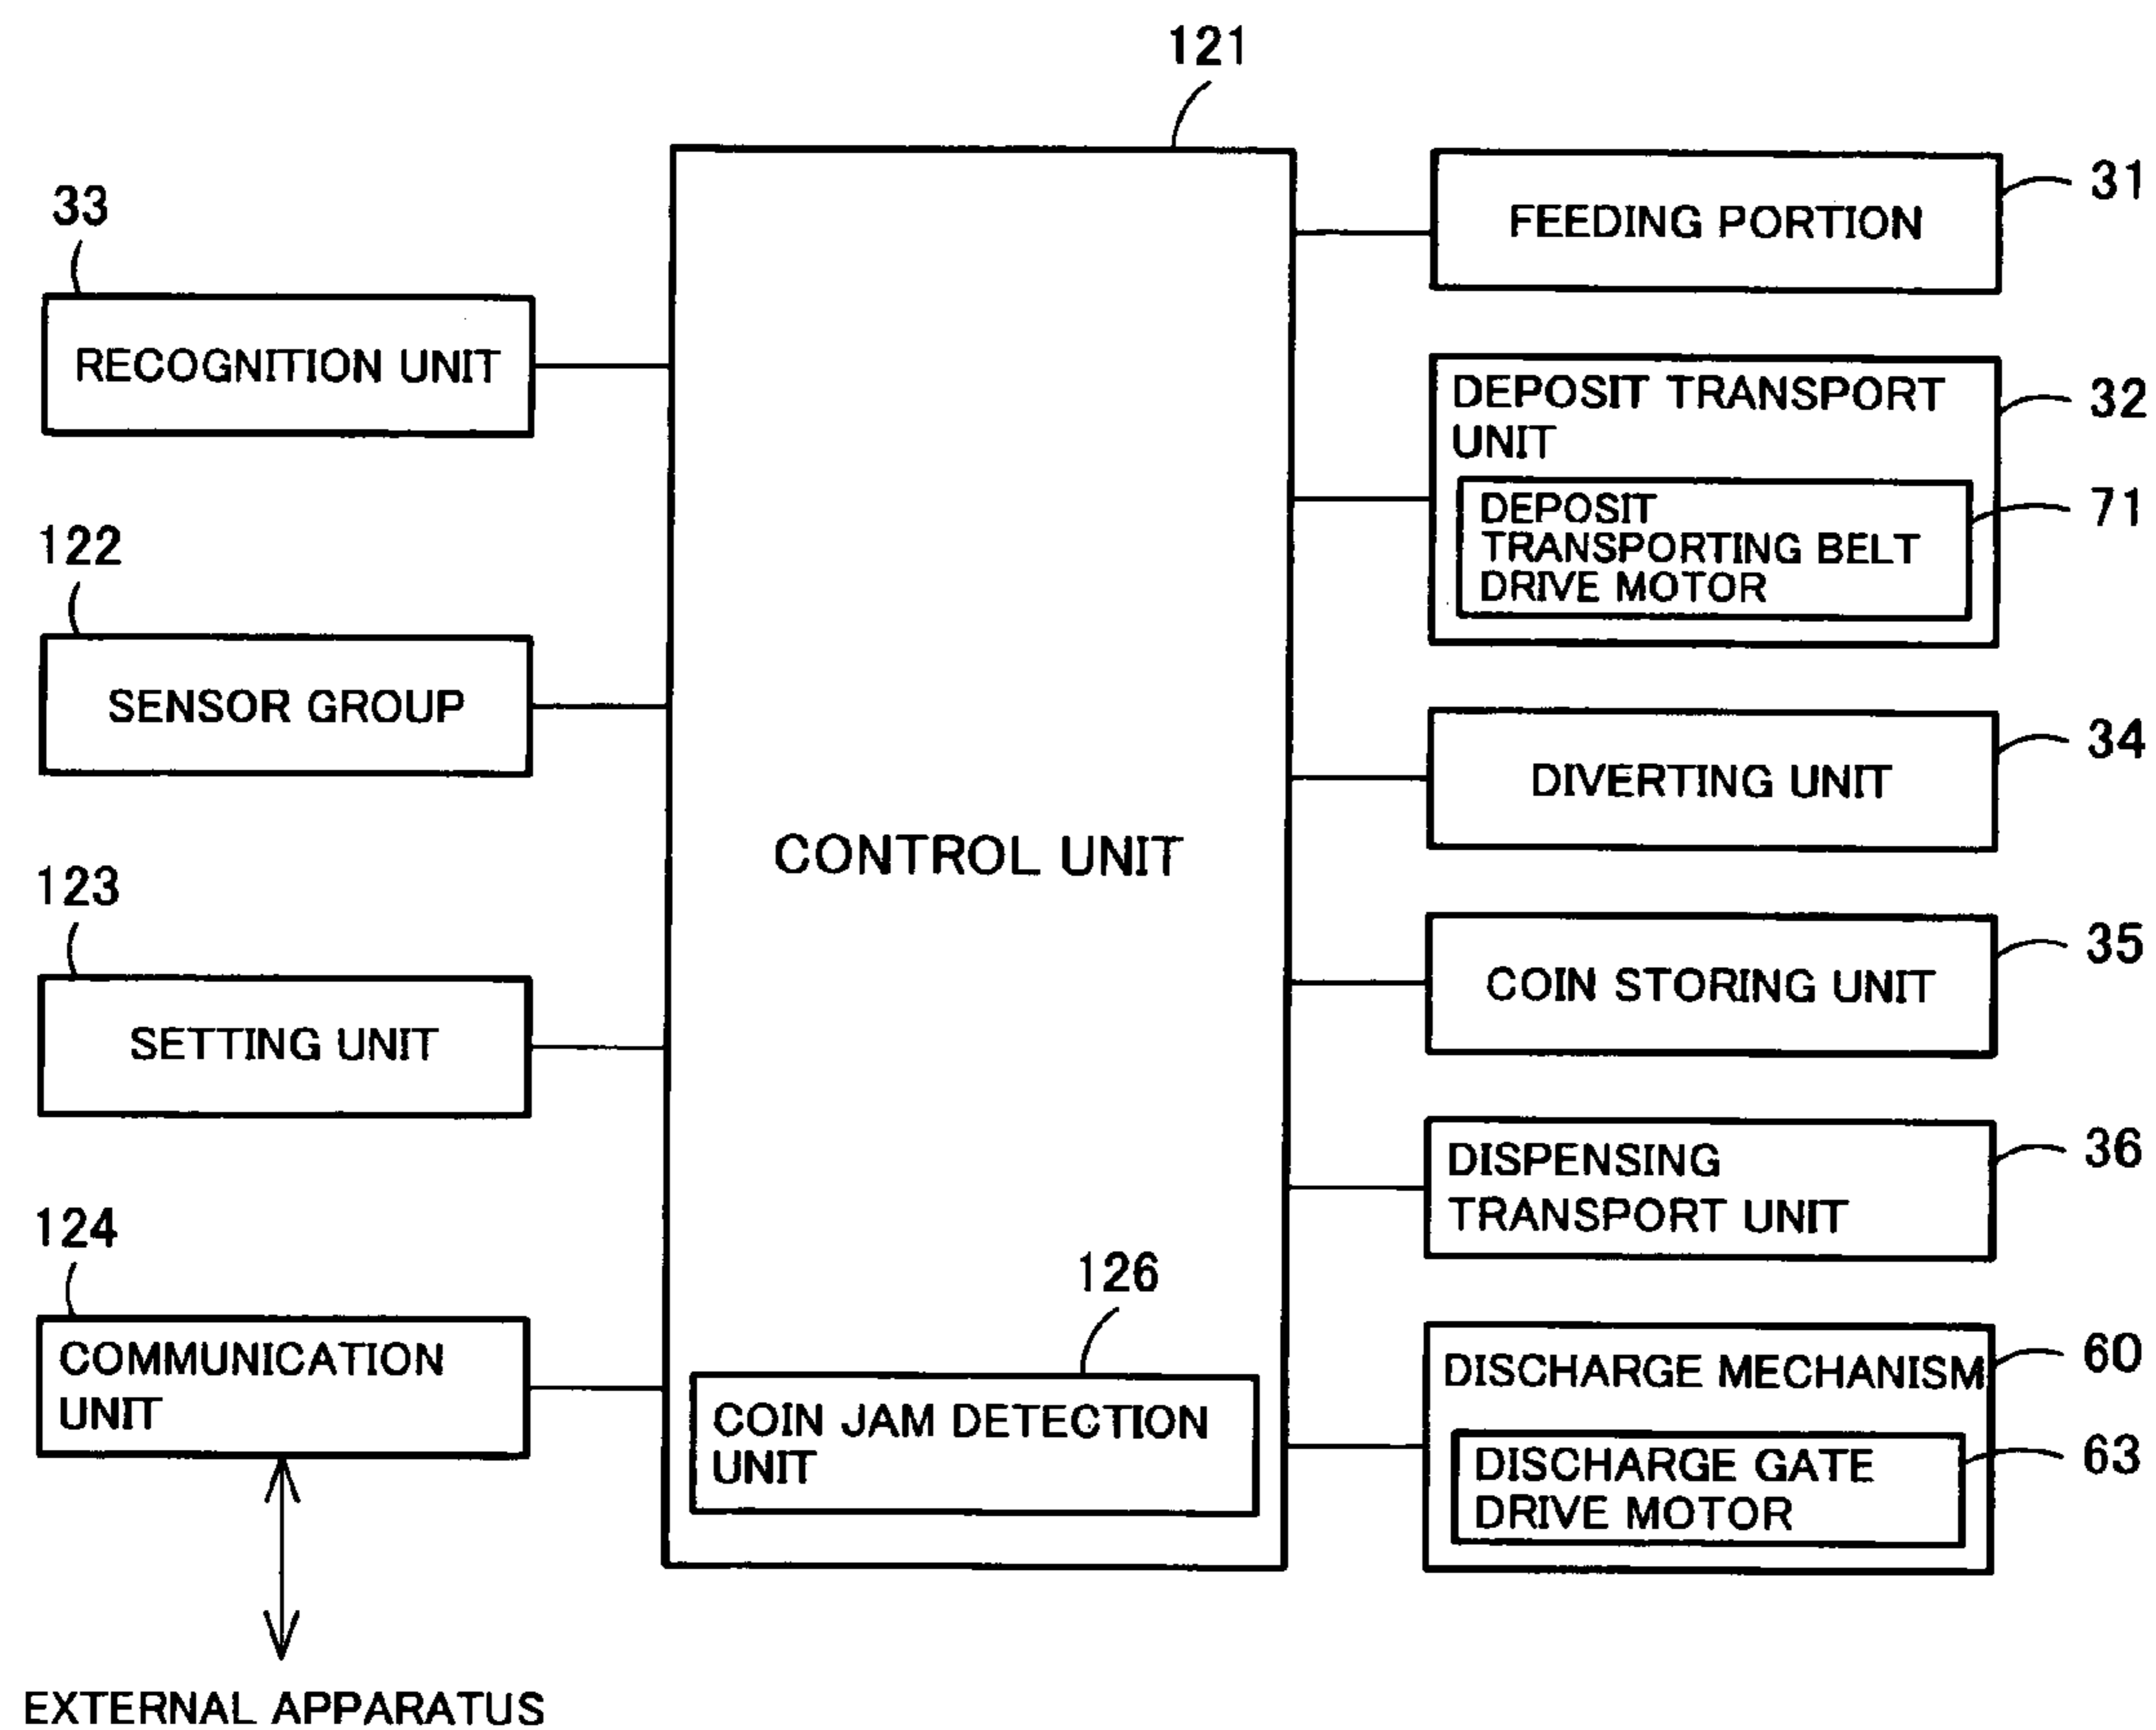 121
33
RECOGNITION UNIT
122
SENSOR GROUP
123
SETTING UNIT
124
COMMUNICATION
UNIT
EXTERNAL APPARATUS
CONTROL UNIT
126
COIN JAM DETECTION
UNIT
31
FEEDING PORTION
32
DEPOSIT TRANSPORT
UNIT
71
DEPOSIT
TRANSPORTING BELT
DRIVE MOTOR
34
DIVERTING UNIT
35
COIN STORING UNIT
36
DISPENSING
TRANSPORT UNIT
60
DISCHARGE MECHANISM
63
DISCHARGE GATE
DRIVE MOTOR